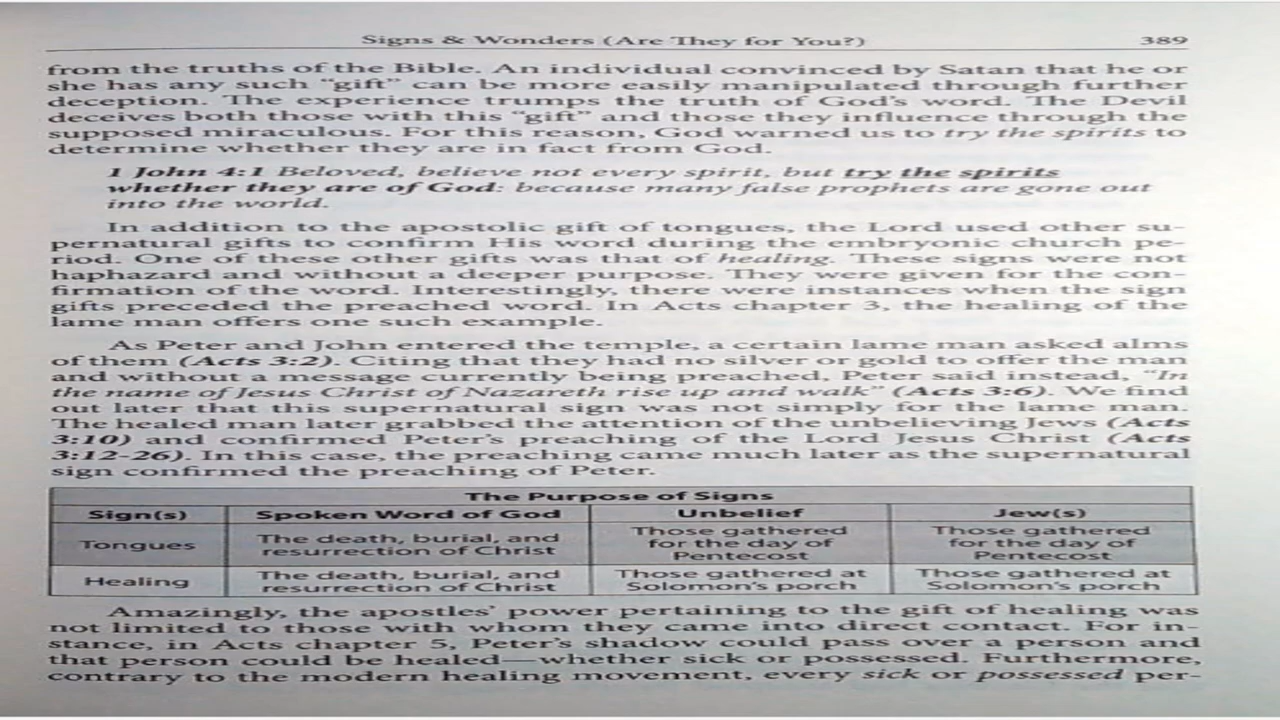 Signs & Wonders (Are They for You?) 389
from the truths of the Bible. An individual convinced by Satan that he or
she has any such “gift” can be more easily manipulated through further
deception. The experience trumps the truth of God’s word. The Devil
deceives both those with this “gift” and those they influence through the
supposed miraculous. For this reason, God warned us to try the spirits to
determine whether they are in fact from God.
1 John 4:1 Beloved, believe not every spirit, but try the spirits
whether they are of God: because many false prophets are gone out
into the world.
In addition to the apostolic gift of tongues, the Lord used other su-
pernatural gifts to confirm His word during the embryonic church pe-
riod. One of these other gifts was that of healing. These signs were not
haphazard and without a deeper purpose. They were given for the con-
firmation of the word. Interestingly, there were instances when the sign
gifts preceded the preached word. In Acts chapter 3, the healing of the
lame man offers one such example.
As Peter and John entered the temple, a certain lame man asked alms
of them (Acts 3:2). Citing that they had no silver or gold to offer the man
and without a message currently being preached, Peter said instead, “In
the name of Jesus Christ of Nazareth rise up and walk” (Acts 3:6). We find
out later that this supernatural sign was not simply for the lame man.
The healed man later grabbed the attention of the unbelieving Jews (Acts
3:10) and confirmed Peter’s preaching of the Lord Jesus Christ (Acts
3:12-26). In this case, the preaching came much later as the supernatural
sign confirmed the preaching of Peter.
The Purpose of Signs
Sign(s) Spoken Word of God Unbelief Jew(s)
Tongues
The death, burial, and
resurrection of Christ
Those gathered
for the day of
Pentecost
Those gathered
for the day of
Pentecost
Healing
The death, burial, and
resurrection of Christ
Those gathered at
Solomon’s porch
Those gathered at
Solomon’s porch
Amazingly, the apostles’ power pertaining to the gift of healing was
not limited to those with whom they came into direct contact. For in-
stance, in Acts chapter 5, Peter’s shadow could pass over a person and
that person could be healed—whether sick or possessed. Furthermore,
contrary to the modern healing movement, every sick or possessed per-